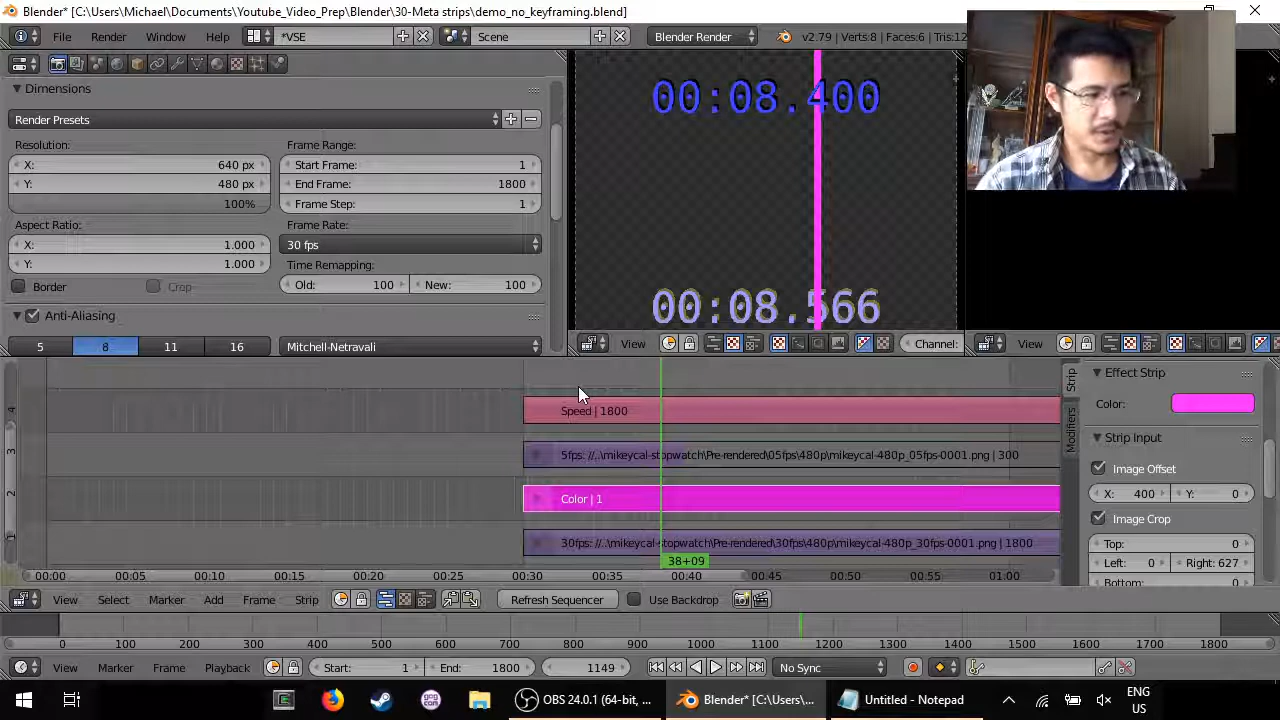 Blender* [C:\Users\Michael\Documents\Youtube_Video_Prep\Blender\30-Meta strips\demo_no_keyframing.blend]
File Render Window Help *VSE Scene Blender Render v2.79 | Verts:8 | Faces:6 | Tris:12
Dimensions
Render Presets
Resolution: Frame Range:
X: 640 px Start Frame: 1
Y: 480 px End Frame: 1800
100% Frame Step: 1
Aspect Ratio: Frame Rate:
X: 1.000 30 fps
Y: 1.000 Time Remapping:
Border Crop Old: 100 New: 100
Anti-Aliasing
5 8 11 16 Mitchell-Netravali
00:08.400
00:08.566
View Channel: View
Speed | 1800
5fps: //..\mikeycal-stopwatch\Pre-rendered\05fps\480p\mikeycal-480p_05fps-0001.png | 300
Color | 1
30fps: //..\mikeycal-stopwatch\Pre-rendered\30fps\480p\mikeycal-480p_30fps-0001.png | 1800
4
3
2
1
38+09
00:00 00:05 00:10 00:15 00:20 00:25 00:30 00:35 00:40 00:45 00:50 00:55 01:00
Strip
Modifiers
Effect Strip
Color:
Strip Input
Image Offset
X: 400 Y: 0
Image Crop
Top: 0
Left: 0 Right: 627
Bottom: 0
View Select Marker Add Frame Strip Refresh Sequencer Use Backdrop
0 100 200 300 400 500 600 700 800 900 1000 1100 1200 1300 1400 1500 1600 1700 1800
View Marker Frame Playback Start: 1 End: 1800 1149 No Sync
OBS 24.0.1 (64-bit, ... Blender* [C:\Users\... Untitled - Notepad
ENG
US